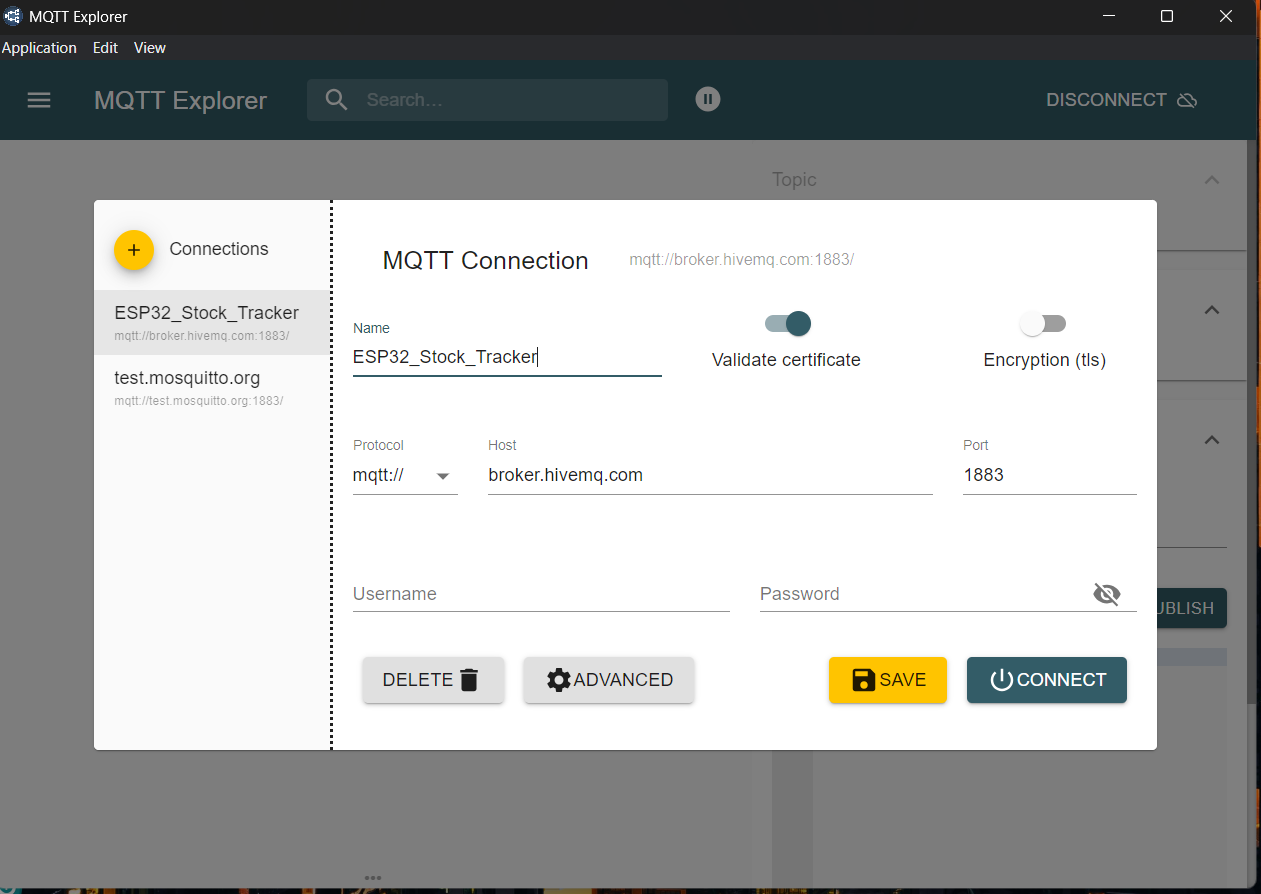 MQTT Explorer
Application Edit View
MQTT Explorer Search... DISCONNECT
Topic
Connections
ESP32_Stock_Tracker
mqtt://broker.hivemq.com:1883/
test.mosquitto.org
mqtt://test.mosquitto.org:1883/
MQTT Connection mqtt://broker.hivemq.com:1883/
Name
ESP32_Stock_Tracker
Validate certificate Encryption (tls)
Protocol Host Port
mqtt:// broker.hivemq.com 1883
Username Password
DELETE ADVANCED SAVE CONNECT
UBLISH